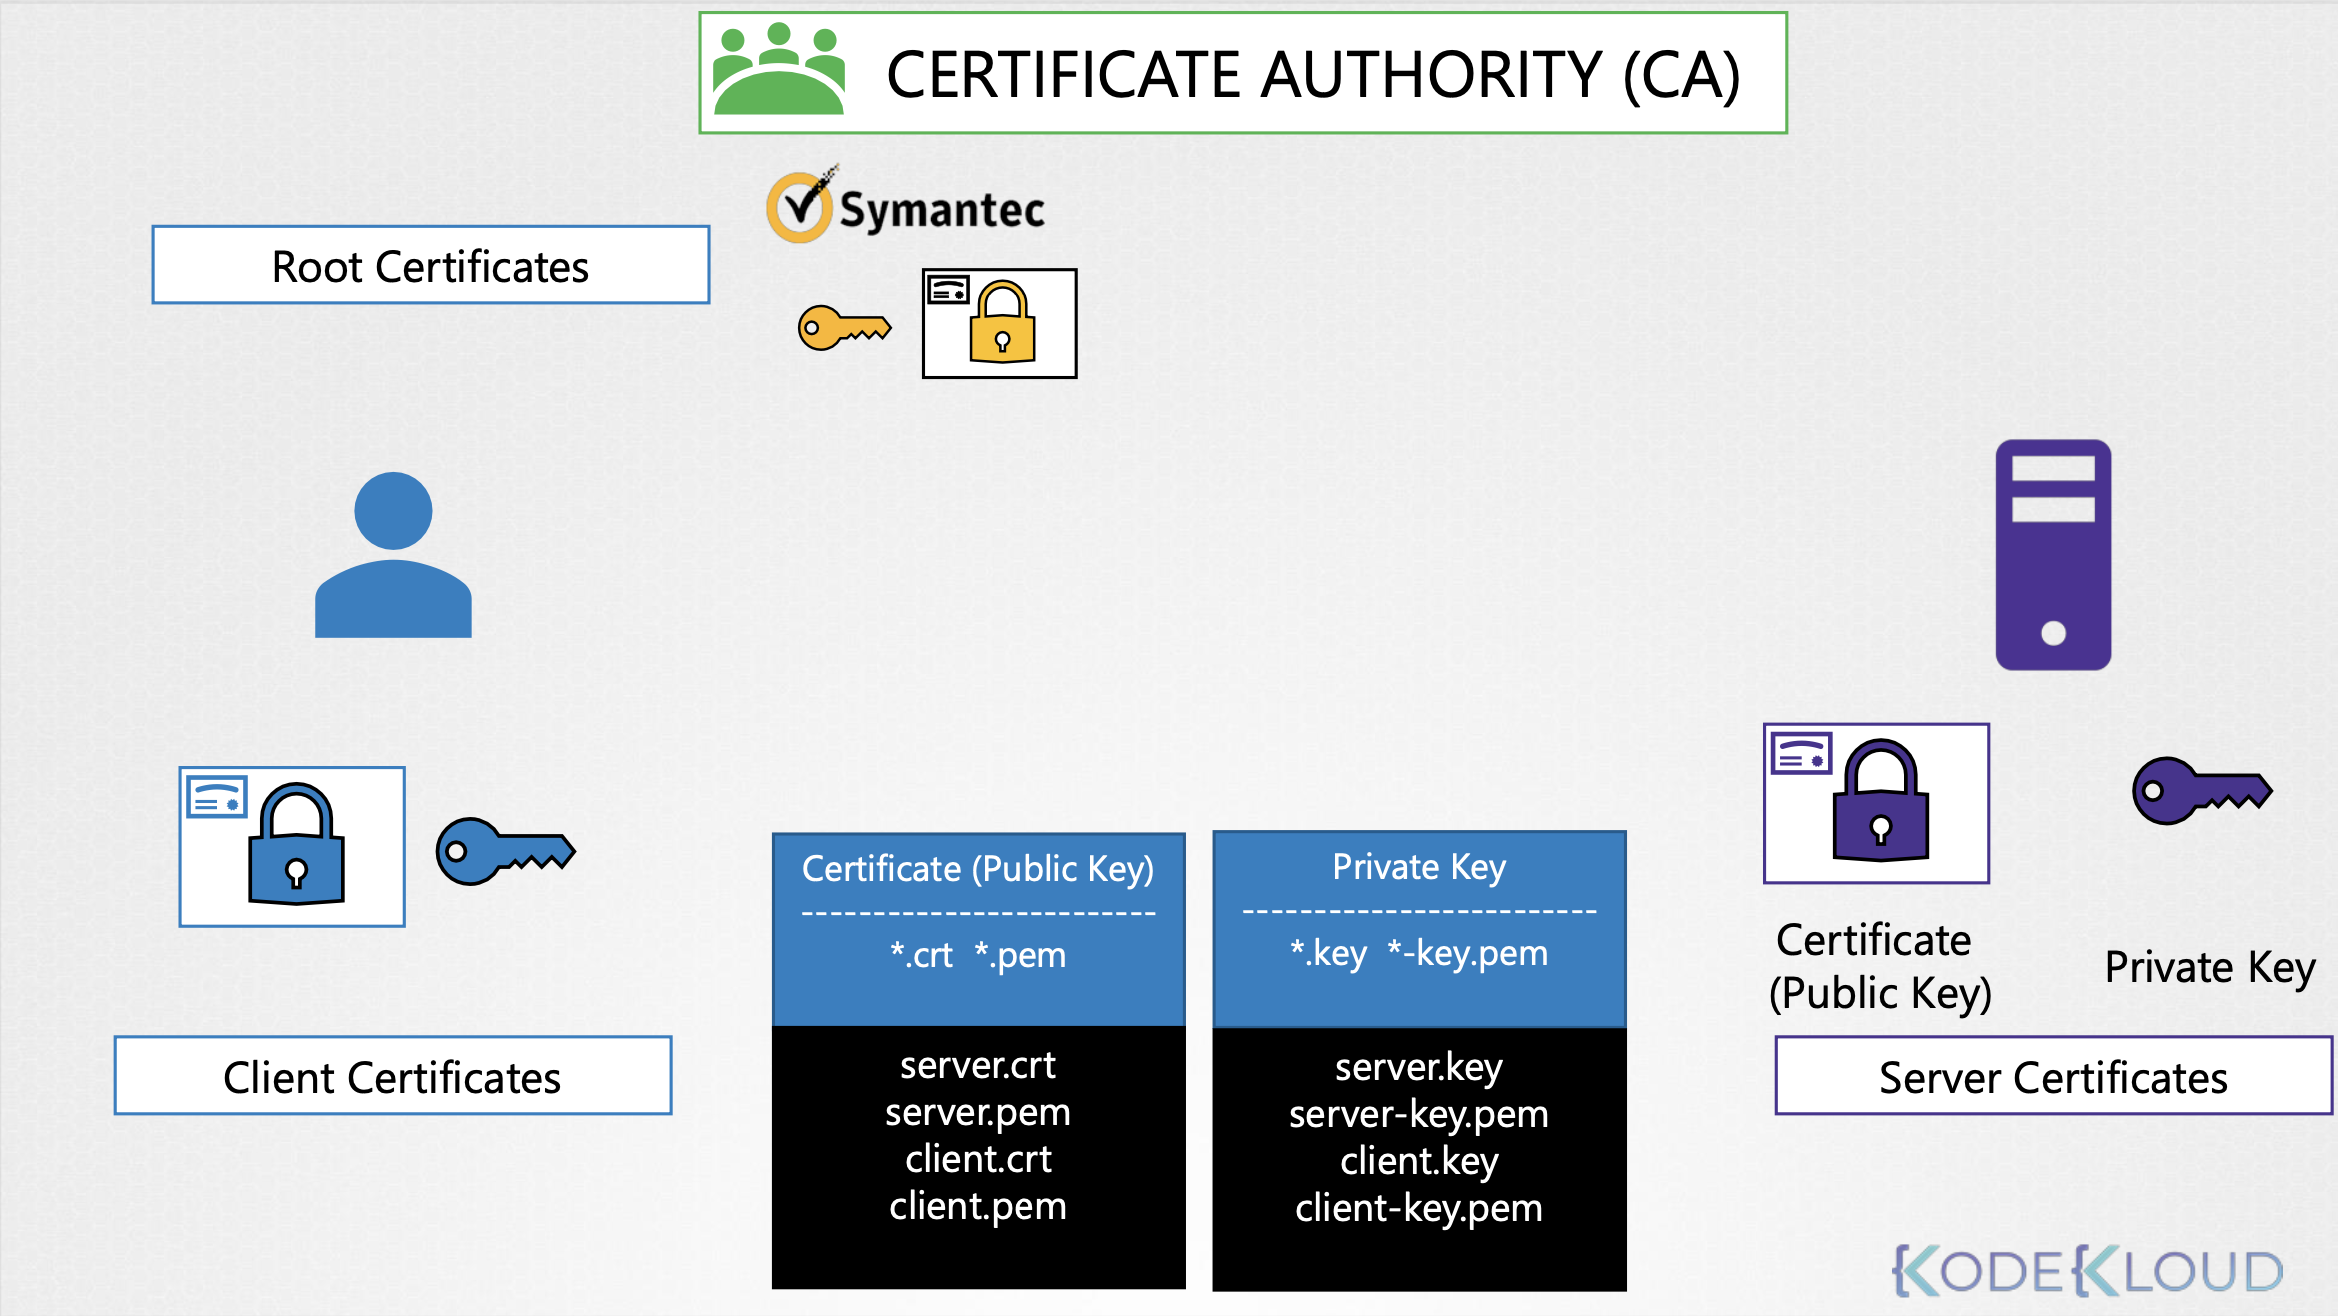 CERTIFICATE AUTHORITY (CA)
Symantec
Root Certificates
Certificate (Public Key)
-------------------------
*.crt *.pem
server.crt
server.pem
client.crt
client.pem
Private Key
-------------------------
*.key *-key.pem
server.key
server-key.pem
client.key
client-key.pem
Certificate
(Public Key)
Private Key
Client Certificates
Server Certificates
KODEKLOUD